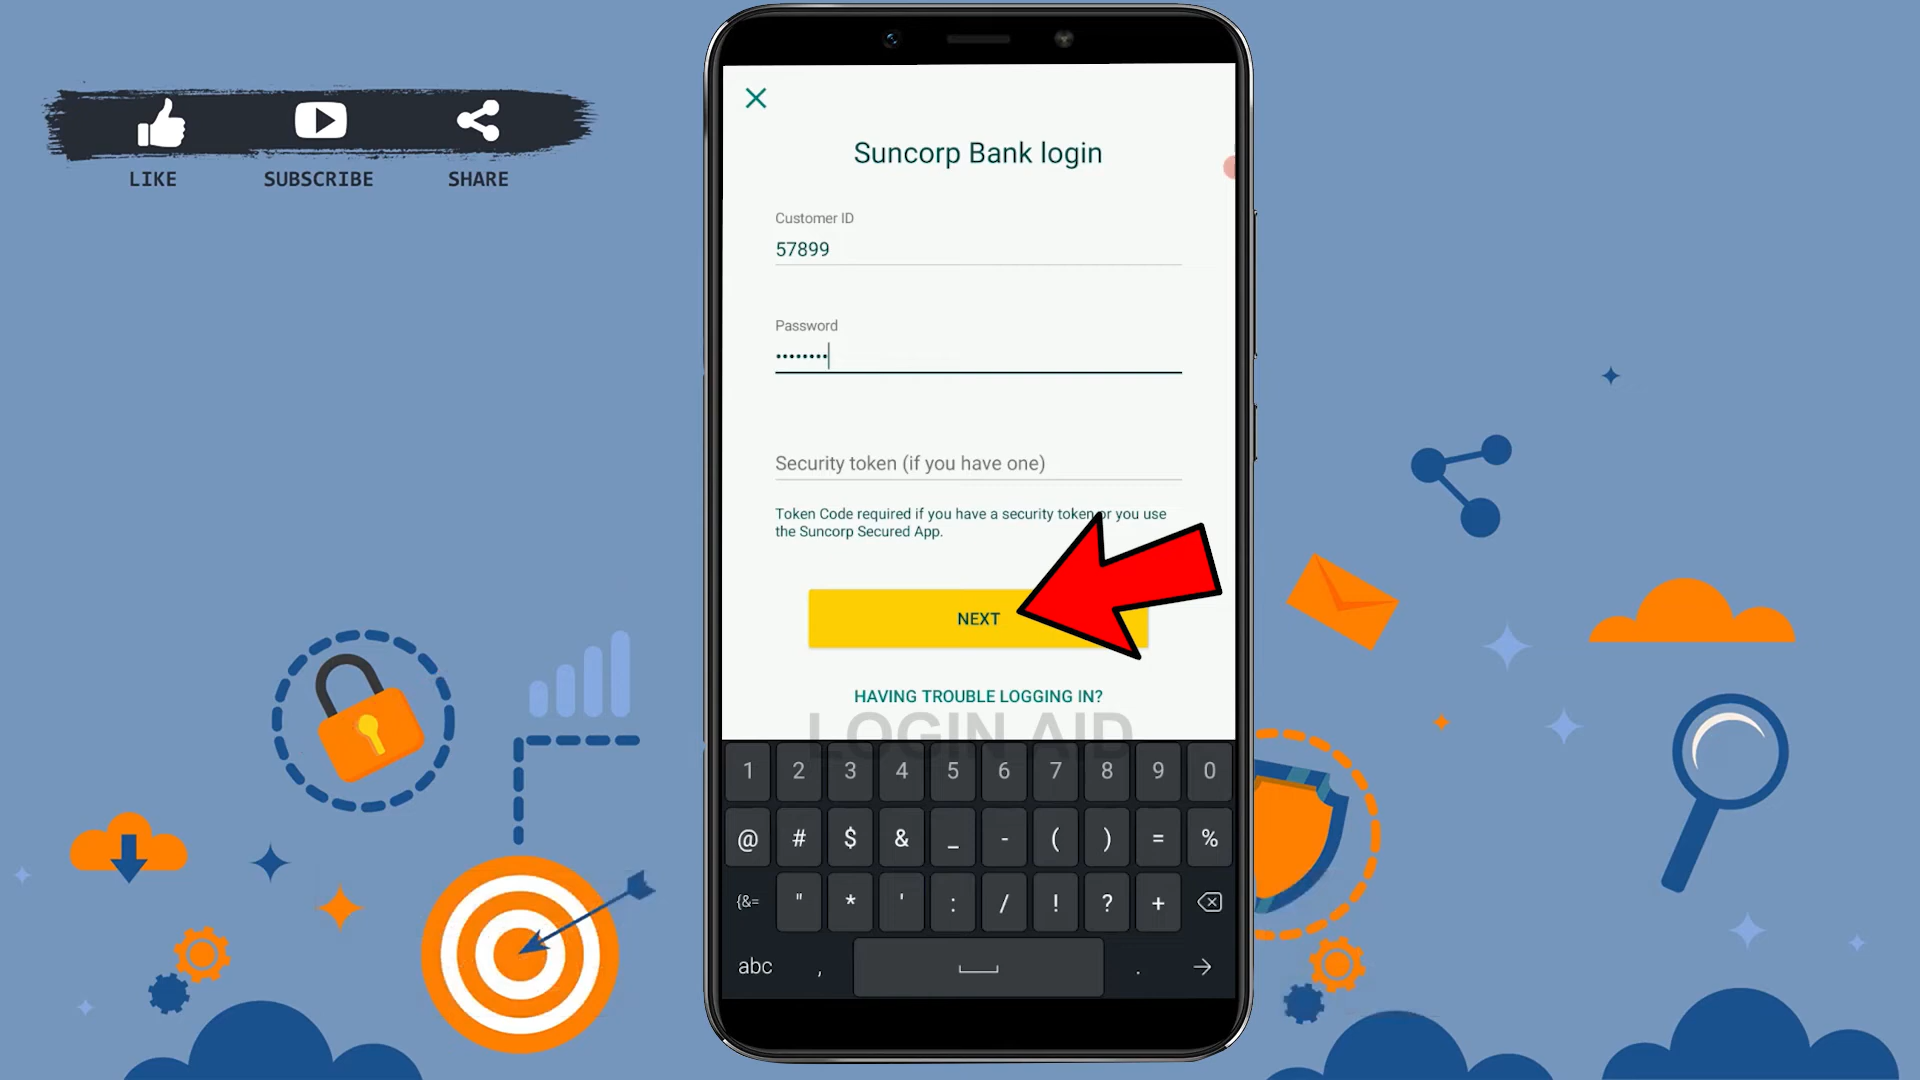 LIKE SUBSCRIBE SHARE
Suncorp Bank login
Customer ID
57899
Password
••••••••
Security token (if you have one)
Token Code required if you have a security token or you use
the Suncorp Secured App.
NEXT
HAVING TROUBLE LOGGING IN?
LOGIN AID
1 2 3 4 5 6 7 8 9 0
@ # $ & _ - ( ) = %
{&= " * ' : / ! ? +
abc , .